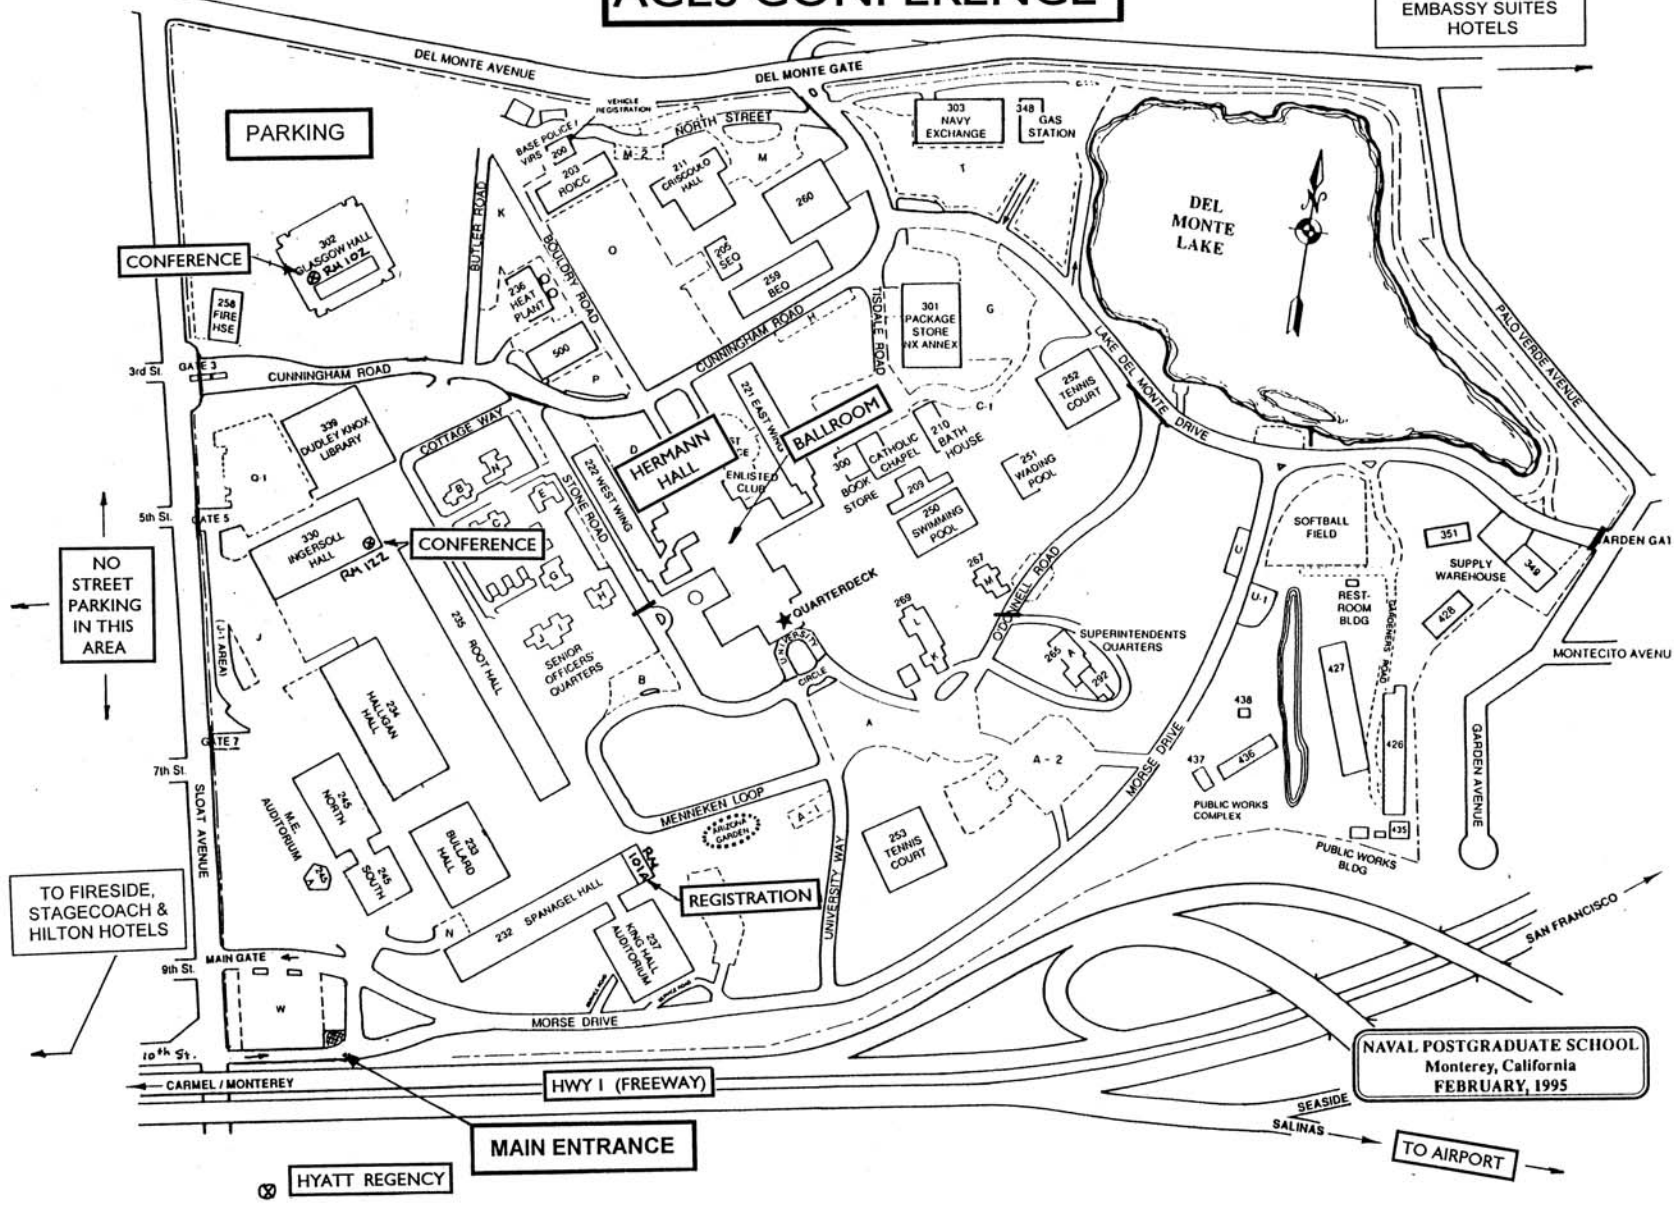 EMBASSY SUITES
HOTELS
DEL MONTE AVENUE
DEL MONTE GATE
PARKING
VEHICLE
REGISTRATION
BASE POLICE /
VIRS
200
203
ROICC
M-2
NORTH STREET
M
211
CRISCOULO
HALL
260
205
SEQ
259
BEQ
303
NAVY
EXCHANGE
348
GAS
STATION
T
DEL
MONTE
LAKE
N
PALO VERDE AVENUE
302
GLASGOW HALL
RM 102
CONFERENCE
258
FIRE
HSE
BUTLER ROAD
K
BOULDRY ROAD
O
236
HEAT
PLANT
500
P
CUNNINGHAM ROAD
H
TISDALE ROAD
301
PACKAGE
STORE
NX ANNEX
G
LAKE DEL MONTE DRIVE
252
TENNIS
COURT
3rd St.
GATE 3
CUNNINGHAM ROAD
339
DUDLEY KNOX
LIBRARY
Q-1
COTTAGE WAY
N
B
C
E
G
H
STONE ROAD
222 WEST WING
D
HERMANN
HALL
221 EAST WING
ENLISTED
CLUB
BALLROOM
300
BOOK
STORE
CATHOLIC
CHAPEL
209
210
BATH
HOUSE
C-1
251
WADING
POOL
250
SWIMMING
POOL
5th St.
GATE 5
330
INGERSOLL
HALL
RM 122
CONFERENCE
NO
STREET
PARKING
IN THIS
AREA
(J-1 AREA)
J
235
ROOT HALL
SENIOR
OFFICERS'
QUARTERS
B
QUARTERDECK
UNIVERSITY
CIRCLE
267
M
269
L
K
O'DONNELL ROAD
SUPERINTENDENTS
QUARTERS
265
A
292
A
A-2
SOFTBALL
FIELD
U
U-1
351
SUPPLY
WAREHOUSE
349
428
REST-
ROOM
BLDG
427
426
438
437
436
PUBLIC WORKS
COMPLEX
435
PUBLIC WORKS
BLDG
MONTECITO AVENU
GARDEN AVENUE
MORSE DRIVE
GATE 7
7th St.
SLOAT AVENUE
234
HALLIGAN
HALL
245
NORTH
245
SOUTH
M.E.
AUDITORIUM
245
A
233
BULLARD
HALL
MENNEKEN LOOP
ARIZONA
GARDEN
A-1
253
TENNIS
COURT
UNIVERSITY WAY
RM
101A
REGISTRATION
232
SPANAGEL HALL
237
KING HALL
AUDITORIUM
SERVICE ROAD
N
TO FIRESIDE,
STAGECOACH &
HILTON HOTELS
MAIN GATE
9th St.
W
MORSE DRIVE
10th St.
CARMEL / MONTEREY
HWY 1 (FREEWAY)
SAN FRANCISCO
NAVAL POSTGRADUATE SCHOOL
Monterey, California
FEBRUARY, 1995
SEASIDE
SALINAS
TO AIRPORT
MAIN ENTRANCE
HYATT REGENCY